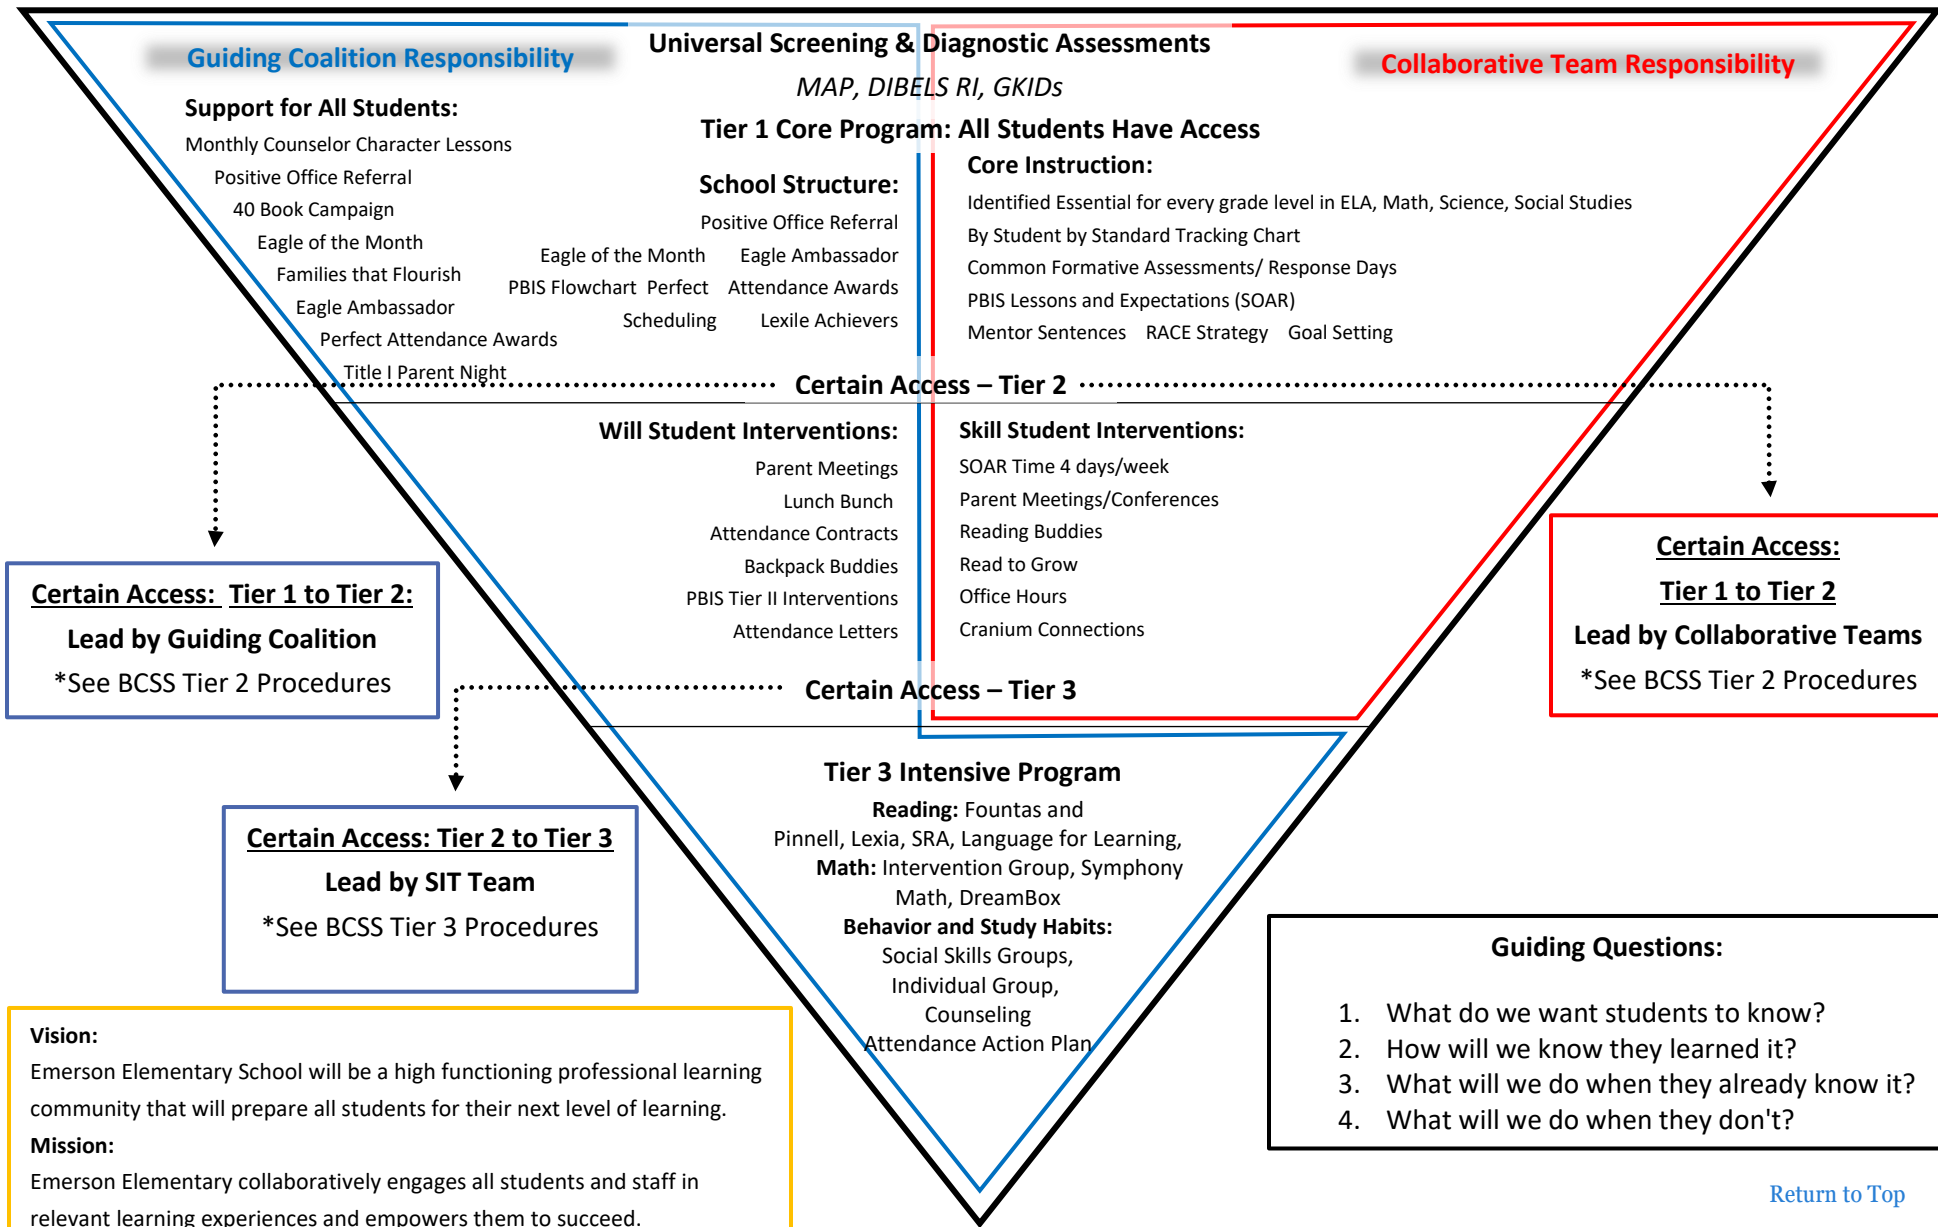 Guiding Coalition Responsibility
Universal Screening & Diagnostic Assessments
Collaborative Team Responsibility
MAP, DIBELS RI, GKIDs
Tier 1 Core Program: All Students Have Access
Support for All Students:
Monthly Counselor Character Lessons
Positive Office Referral
40 Book Campaign
Eagle of the Month
Families that Flourish
Eagle Ambassador
Perfect Attendance Awards
Title I Parent Night
School Structure:
Positive Office Referral
Eagle of the Month Eagle Ambassador
PBIS Flowchart Perfect Attendance Awards
Scheduling Lexile Achievers
Core Instruction:
Identified Essential for every grade level in ELA, Math, Science, Social Studies
By Student by Standard Tracking Chart
Common Formative Assessments/ Response Days
PBIS Lessons and Expectations (SOAR)
Mentor Sentences RACE Strategy Goal Setting
Certain Access – Tier 2
Will Student Interventions:
Parent Meetings
Lunch Bunch
Attendance Contracts
Backpack Buddies
PBIS Tier II Interventions
Attendance Letters
Skill Student Interventions:
SOAR Time 4 days/week
Parent Meetings/Conferences
Reading Buddies
Read to Grow
Office Hours
Cranium Connections
Certain Access: Tier 1 to Tier 2:
Lead by Guiding Coalition
*See BCSS Tier 2 Procedures
Certain Access:
Tier 1 to Tier 2
Lead by Collaborative Teams
*See BCSS Tier 2 Procedures
Certain Access – Tier 3
Certain Access: Tier 2 to Tier 3
Lead by SIT Team
*See BCSS Tier 3 Procedures
Tier 3 Intensive Program
Reading: Fountas and
Pinnell, Lexia, SRA, Language for Learning,
Math: Intervention Group, Symphony
Math, DreamBox
Behavior and Study Habits:
Social Skills Groups,
Individual Group,
Counseling
Attendance Action Plan
Guiding Questions:
1. What do we want students to know?
2. How will we know they learned it?
3. What will we do when they already know it?
4. What will we do when they don't?
Vision:
Emerson Elementary School will be a high functioning professional learning
community that will prepare all students for their next level of learning.
Mission:
Emerson Elementary collaboratively engages all students and staff in
relevant learning experiences and empowers them to succeed.
Return to Top